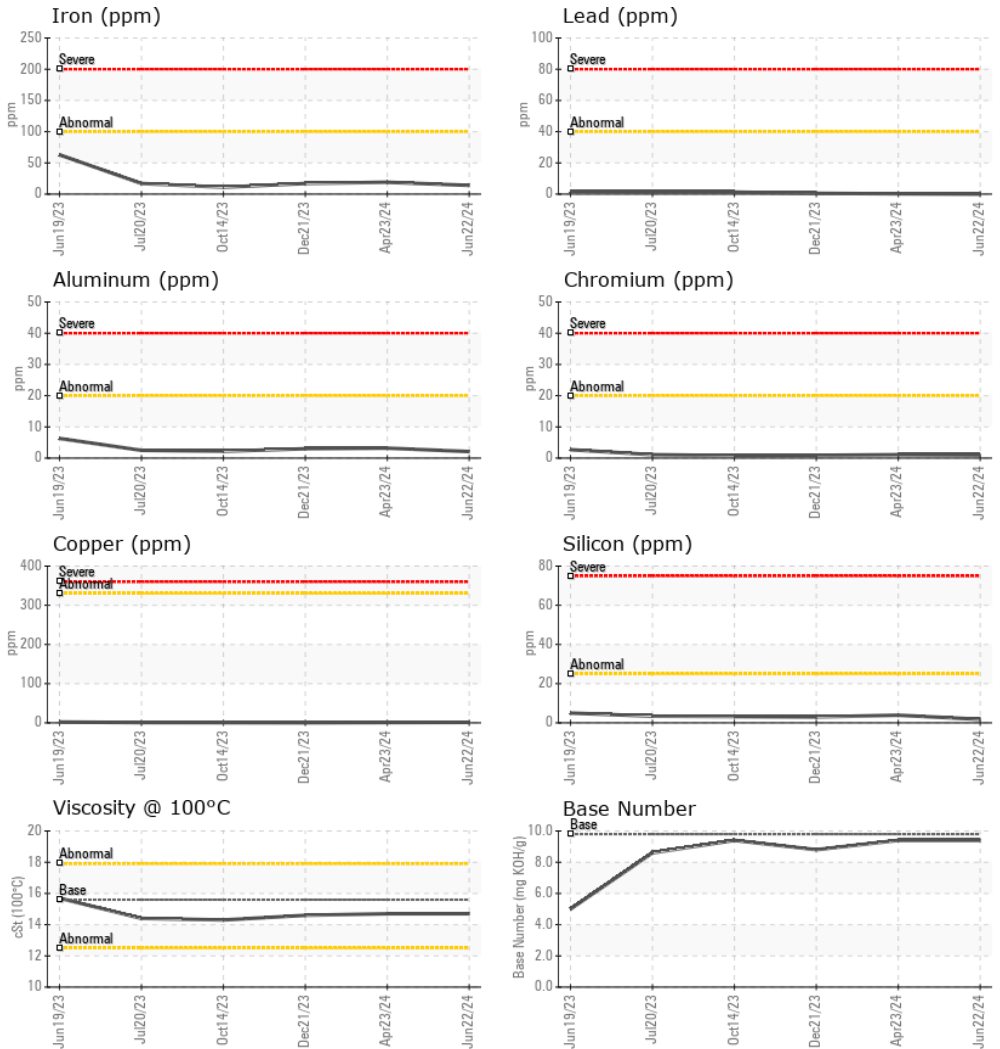 Iron (ppm)
250
200
150
100
50
0
ppm
Severe
Abnormal
Jun19/23
Jul20/23
Oct14/23
Dec21/23
Apr23/24
Jun22/24
Lead (ppm)
100
80
60
40
20
0
ppm
Severe
Abnormal
Jun19/23
Jul20/23
Oct14/23
Dec21/23
Apr23/24
Jun22/24
Aluminum (ppm)
50
40
30
20
10
0
ppm
Severe
Abnormal
Jun19/23
Jul20/23
Oct14/23
Dec21/23
Apr23/24
Jun22/24
Chromium (ppm)
50
40
30
20
10
0
ppm
Severe
Abnormal
Jun19/23
Jul20/23
Oct14/23
Dec21/23
Apr23/24
Jun22/24
Copper (ppm)
400
300
200
100
0
ppm
Severe
Abnormal
Jun19/23
Jul20/23
Oct14/23
Dec21/23
Apr23/24
Jun22/24
Silicon (ppm)
80
60
40
20
0
ppm
Severe
Abnormal
Jun19/23
Jul20/23
Oct14/23
Dec21/23
Apr23/24
Jun22/24
Viscosity @ 100°C
20
18
16
14
12
10
cSt (100°C)
Abnormal
Base
Abnormal
Jun19/23
Jul20/23
Oct14/23
Dec21/23
Apr23/24
Jun22/24
Base Number
10.0
8.0
6.0
4.0
2.0
0.0
Base Number (mg KOH/g)
Base
Jun19/23
Jul20/23
Oct14/23
Dec21/23
Apr23/24
Jun22/24